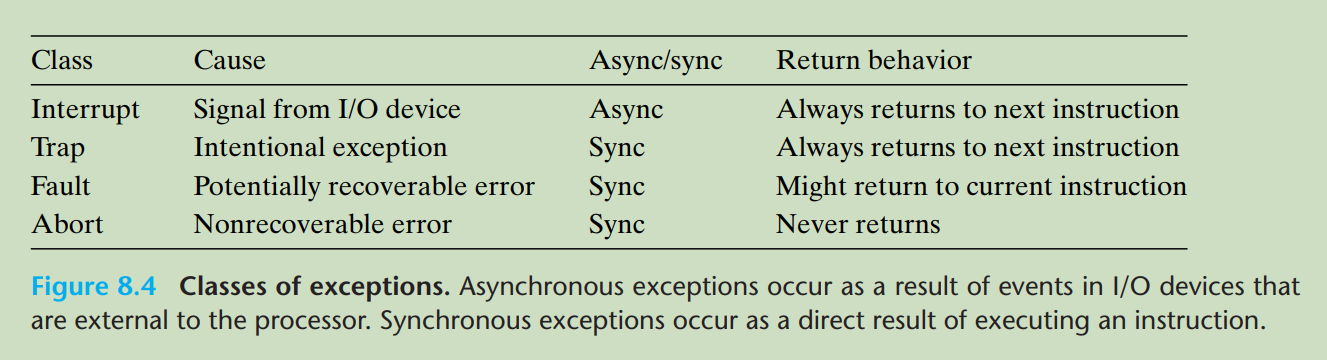 Class Cause Async/sync Return behavior
Interrupt Signal from I/O device Async Always returns to next instruction
Trap Intentional exception Sync Always returns to next instruction
Fault Potentially recoverable error Sync Might return to current instruction
Abort Nonrecoverable error Sync Never returns
Figure 8.4 Classes of exceptions. Asynchronous exceptions occur as a result of events in I/O devices that
are external to the processor. Synchronous exceptions occur as a direct result of executing an instruction.